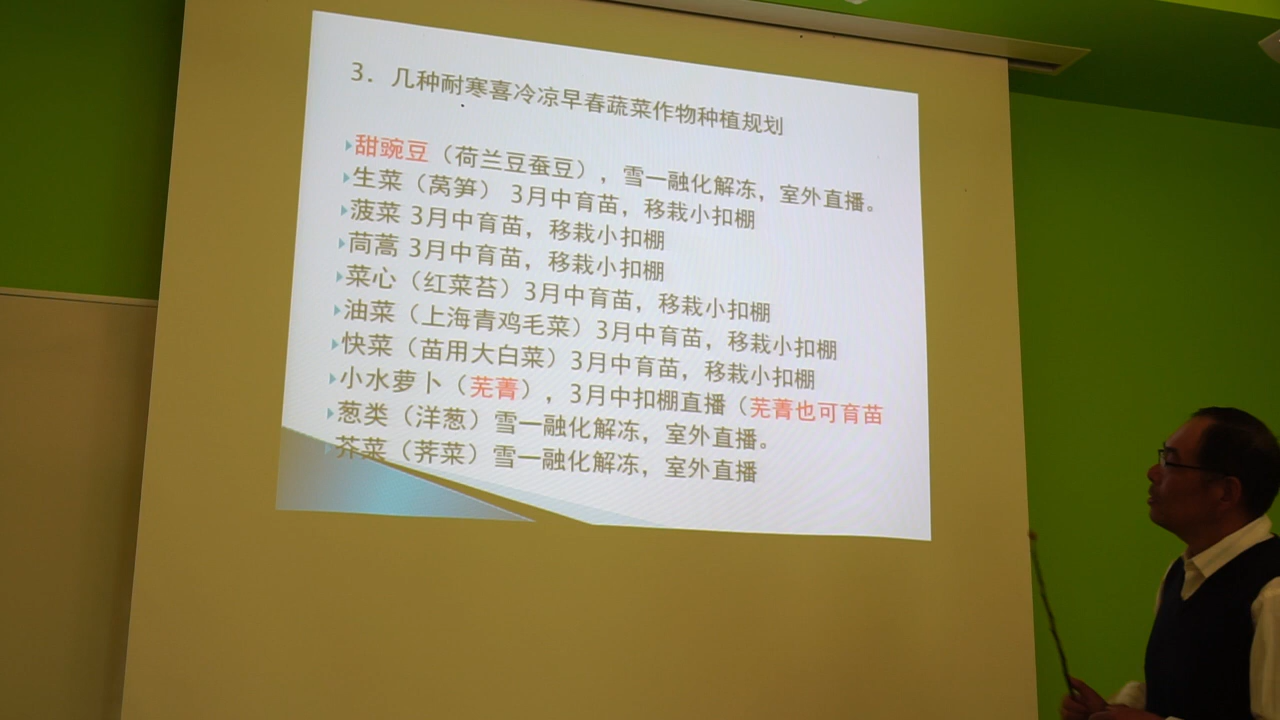 3. 几种耐寒喜冷凉早春蔬菜作物种植规划
甜豌豆（荷兰豆蚕豆），雪一融化解冻，室外直播。
生菜（莴笋） 3月中育苗，移栽小扣棚
菠菜 3月中育苗，移栽小扣棚
茼蒿 3月中育苗，移栽小扣棚
菜心（红菜苔）3月中育苗，移栽小扣棚
油菜（上海青鸡毛菜）3月中育苗，移栽小扣棚
快菜（苗用大白菜）3月中育苗，移栽小扣棚
小水萝卜（芜菁），3月中扣棚直播（芜菁也可育苗
葱类（洋葱）雪一融化解冻，室外直播。
芥菜（荠菜）雪一融化解冻，室外直播